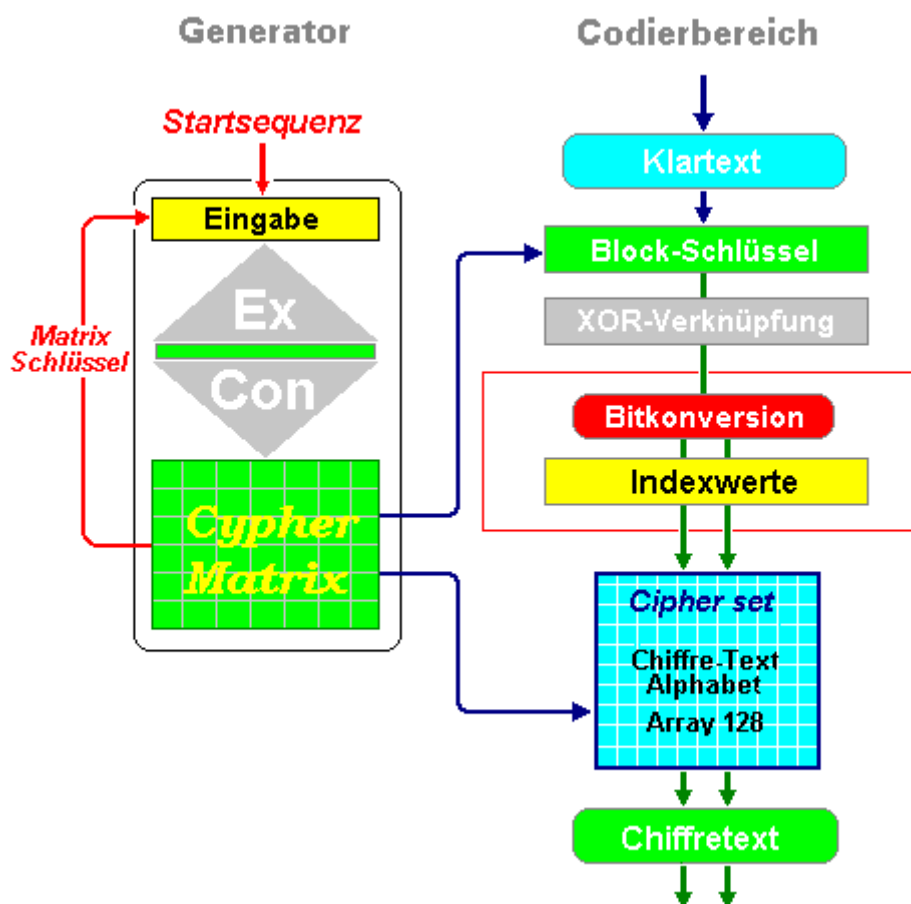 Generator
Codierbereich
Startsequenz
Klartext
Eingabe
Block-Schlüssel
Ex
XOR-Verknüpfung
Matrix
Schlüssel
Con
Bitkonversion
Indexwerte
Cypher
Matrix
Cipher set
Chiffre-Text
Alphabet
Array 128
Chiffretext